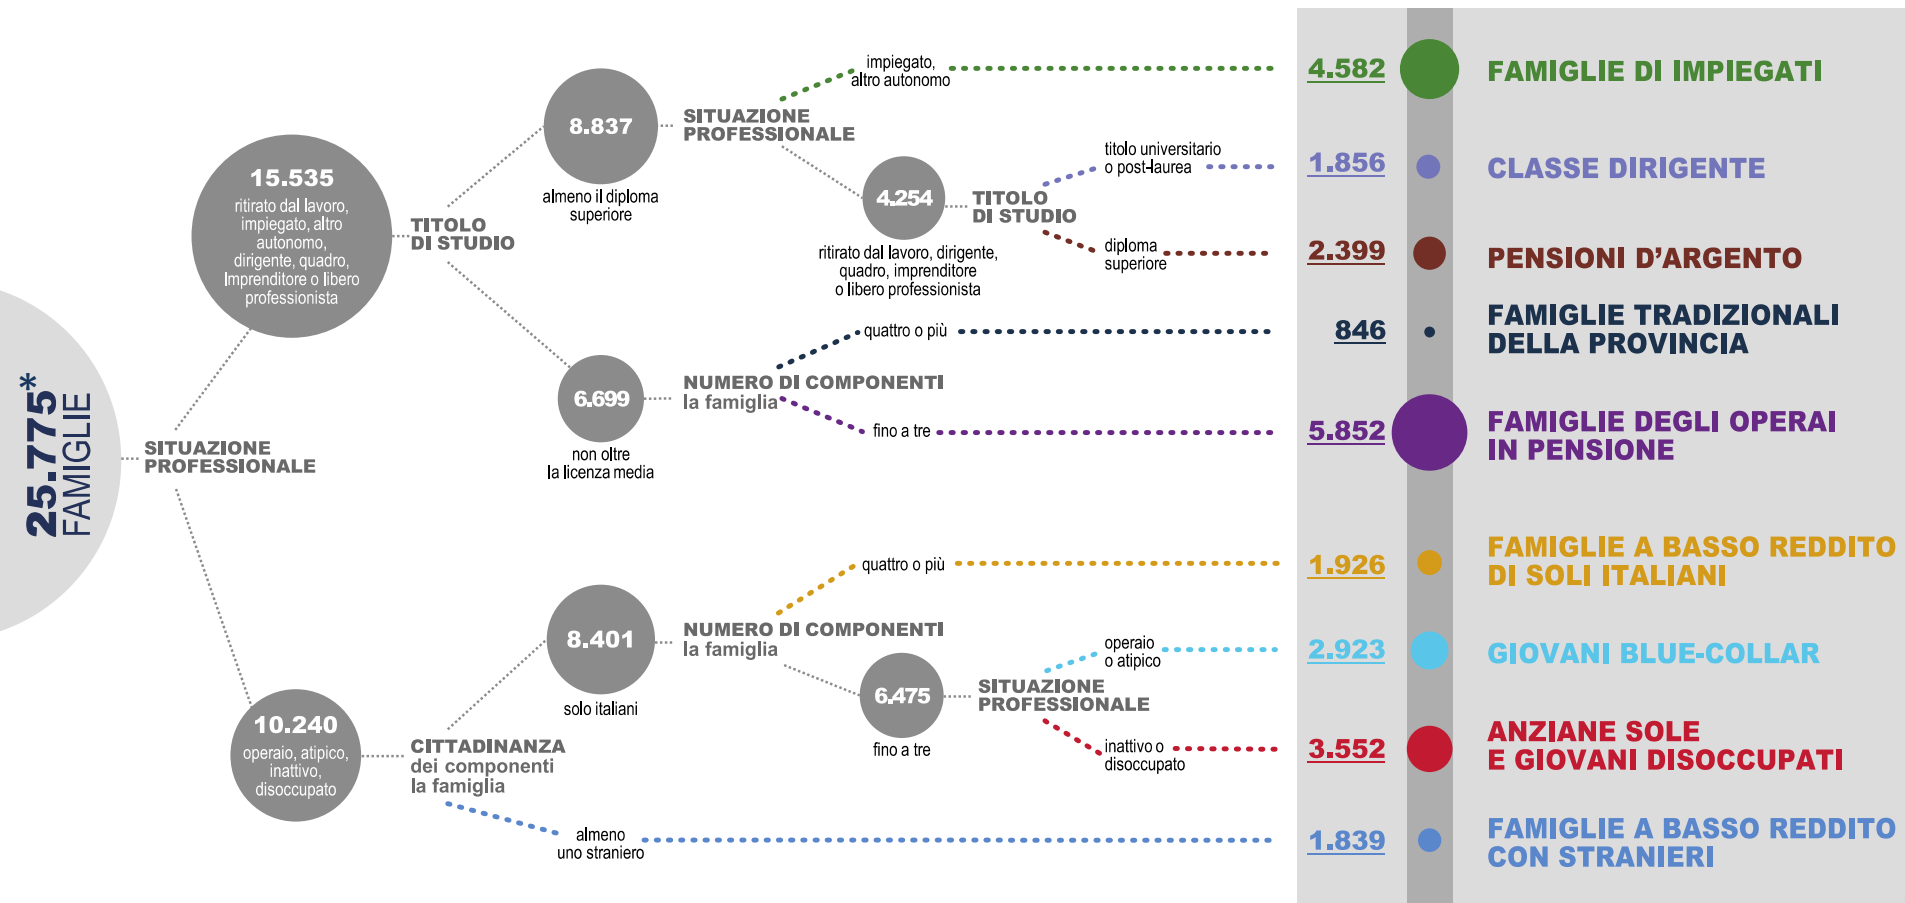 25.775*
FAMIGLIE
SITUAZIONE
PROFESSIONALE
15.535
ritirato dal lavoro,
impiegato, altro
autonomo,
dirigente, quadro,
Imprenditore o libero
professionista
TITOLO
DI STUDIO
8.837
almeno il diploma
superiore
SITUAZIONE
PROFESSIONALE
impiegato,
altro autonomo
4.582
FAMIGLIE DI IMPIEGATI
4.254
ritirato dal lavoro, dirigente,
quadro, imprenditore
o libero professionista
TITOLO
DI STUDIO
titolo universitario
o post-laurea
1.856
CLASSE DIRIGENTE
diploma
superiore
2.399
PENSIONI D'ARGENTO
6.699
non oltre
la licenza media
NUMERO DI COMPONENTI
la famiglia
quattro o più
846
FAMIGLIE TRADIZIONALI
DELLA PROVINCIA
fino a tre
5.852
FAMIGLIE DEGLI OPERAI
IN PENSIONE
10.240
operaio, atipico,
inattivo,
disoccupato
CITTADINANZA
dei componenti
la famiglia
8.401
solo italiani
NUMERO DI COMPONENTI
la famiglia
quattro o più
1.926
FAMIGLIE A BASSO REDDITO
DI SOLI ITALIANI
6.475
fino a tre
SITUAZIONE
PROFESSIONALE
operaio
o atipico
2.923
GIOVANI BLUE-COLLAR
inattivo o
disoccupato
3.552
ANZIANE SOLE
E GIOVANI DISOCCUPATI
almeno
uno straniero
1.839
FAMIGLIE A BASSO REDDITO
CON STRANIERI